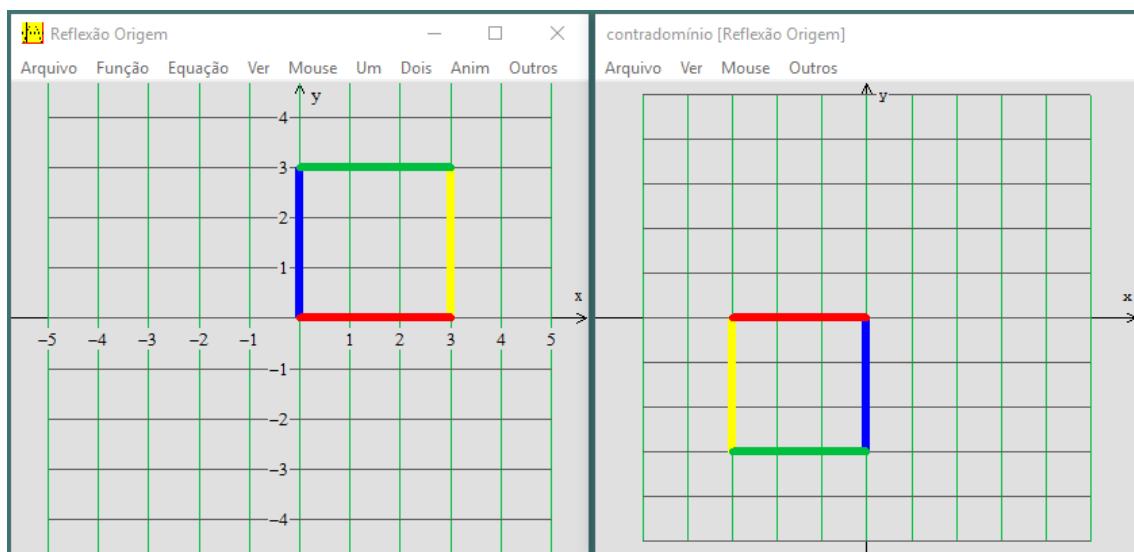 Reflexão Origem
Arquivo Função Equação Ver Mouse Um Dois Anim Outros
y
4
3
2
1
x
-5 -4 -3 -2 -1 1 2 3 4 5
-1
-2
-3
-4
contradomínio [Reflexão Origem]
Arquivo Ver Mouse Outros
y
x